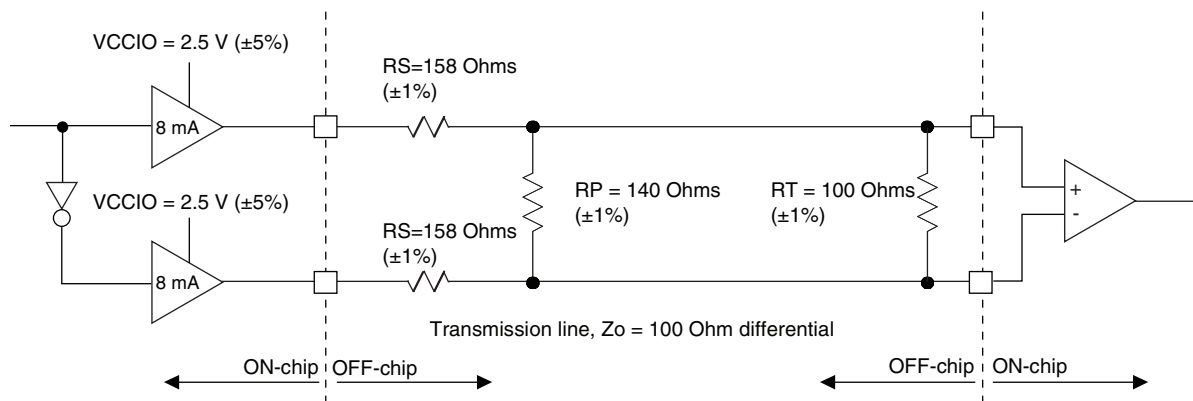 VCCIO = 2.5 V (±5%)
RS=158 Ohms
(±1%)
8 mA
RP = 140 Ohms
(±1%)
RT = 100 Ohms
(±1%)
+
-
VCCIO = 2.5 V (±5%)
RS=158 Ohms
(±1%)
8 mA
Transmission line, Zo = 100 Ohm differential
ON-chip
OFF-chip
OFF-chip
ON-chip